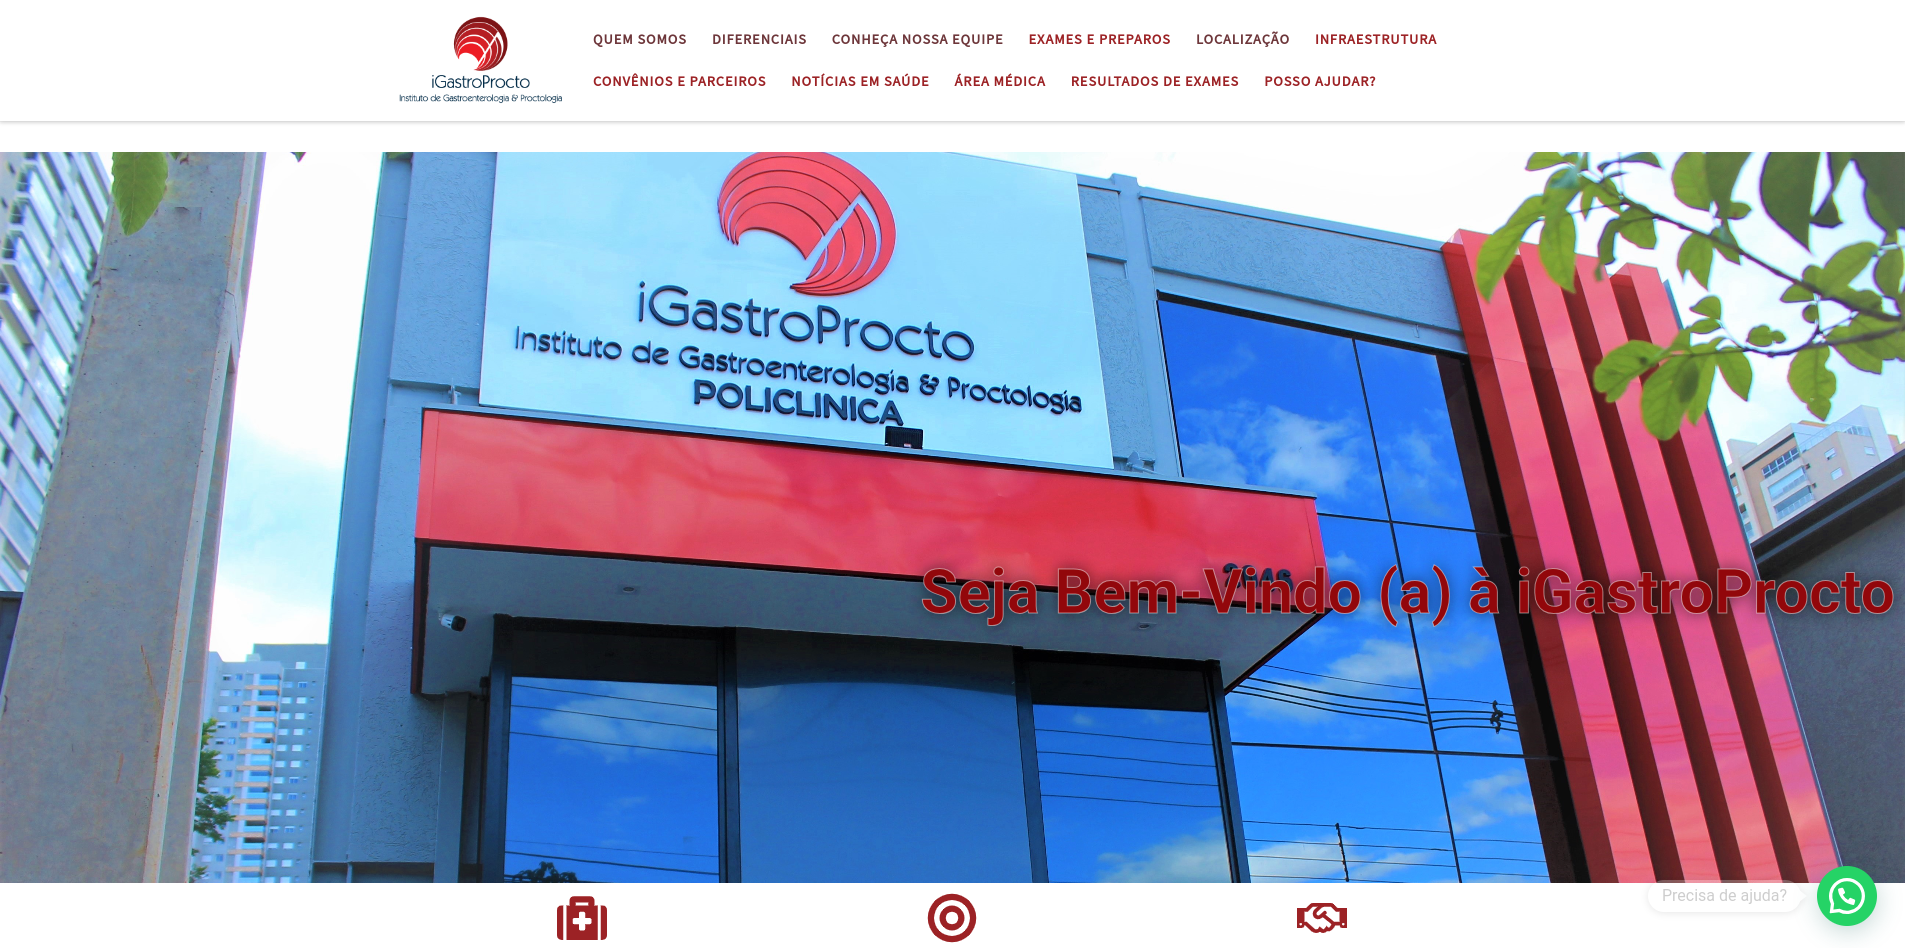 iGastroProcto
Instituto de Gastroenterologia & Proctologia
QUEM SOMOS DIFERENCIAIS CONHEÇA NOSSA EQUIPE EXAMES E PREPAROS LOCALIZAÇÃO INFRAESTRUTURA
CONVÊNIOS E PARCEIROS NOTÍCIAS EM SAÚDE ÁREA MÉDICA RESULTADOS DE EXAMES POSSO AJUDAR?
iGastroProcto
Instituto de Gastroenterologia & Proctologia
POLICLINICA
Seja Bem-Vindo (a) à iGastroProcto
Precisa de ajuda?